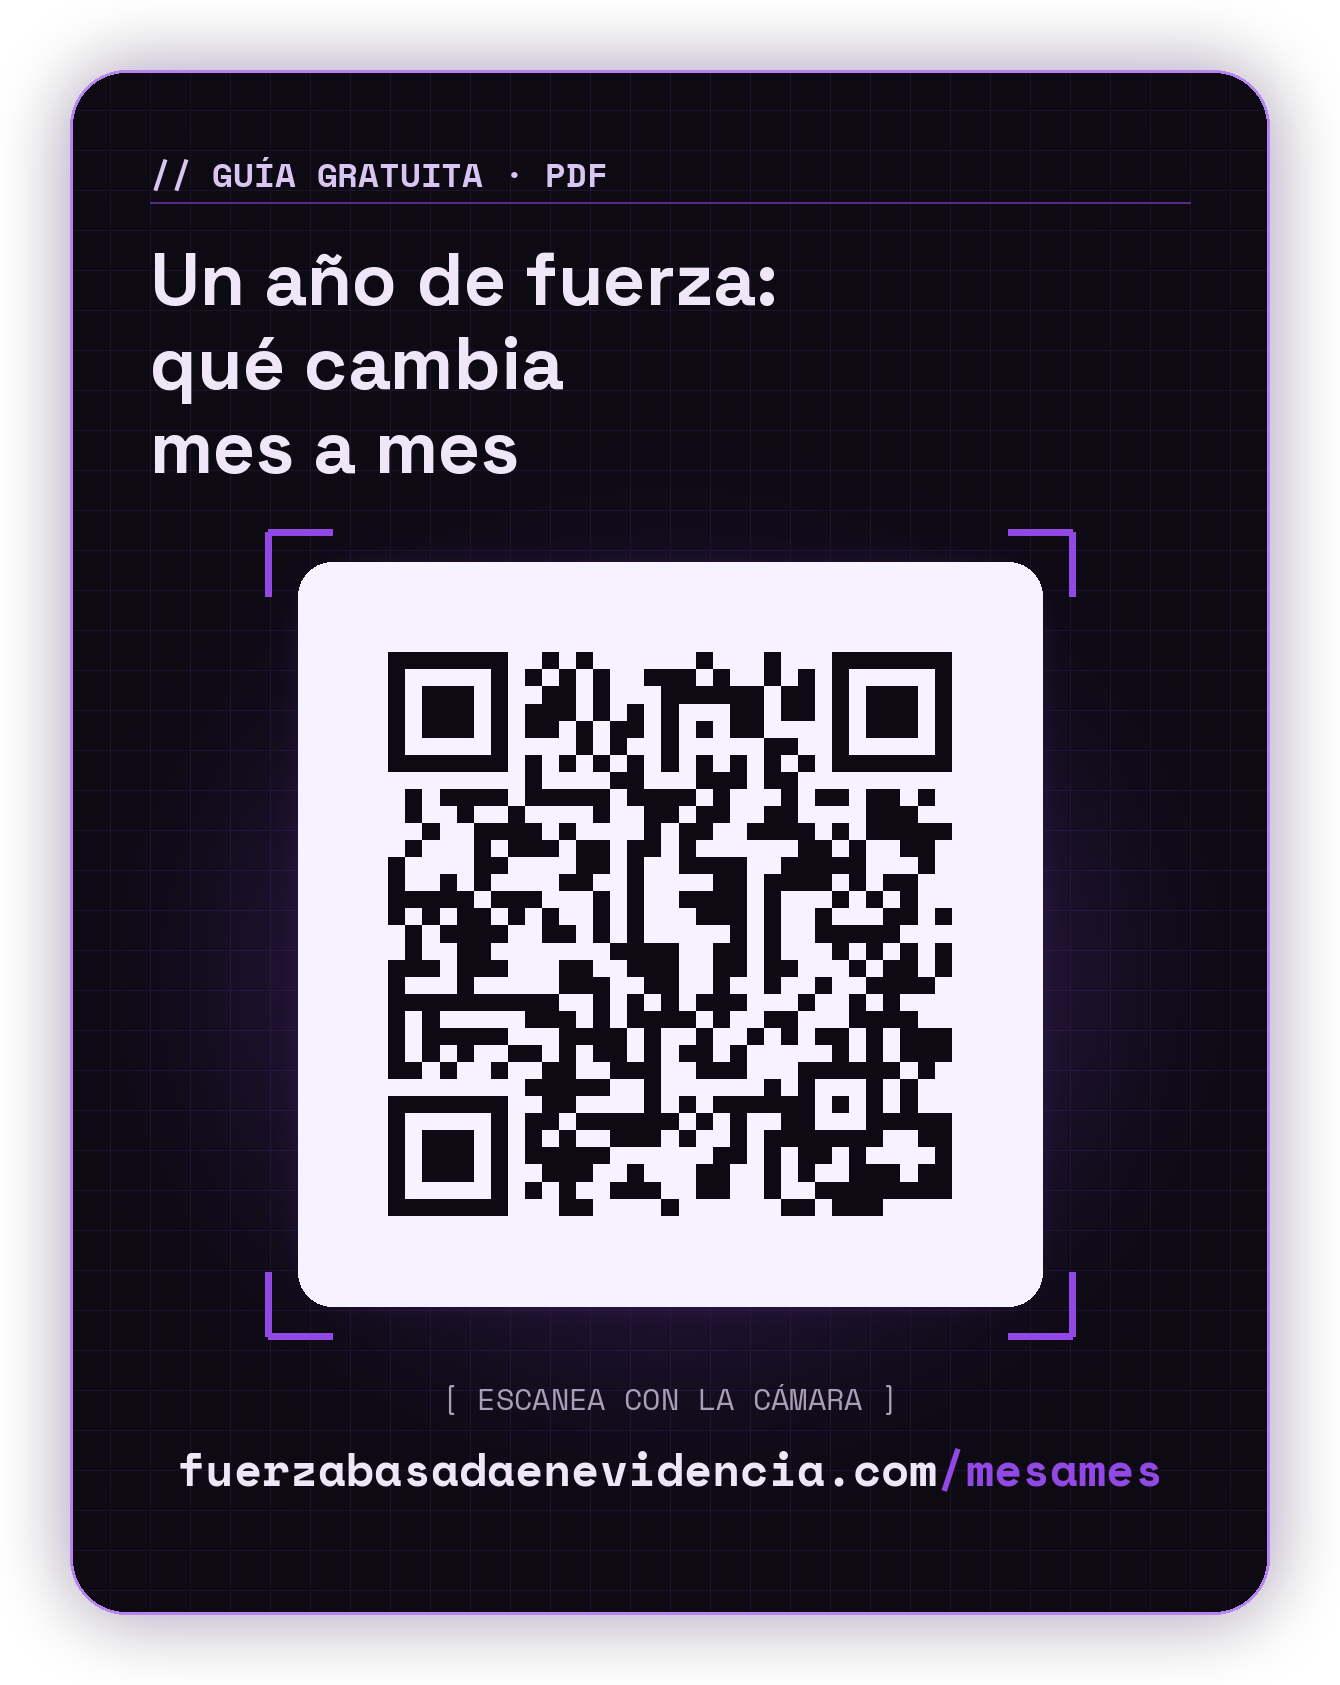 // GUÍA GRATUITA · PDF
Un año de fuerza:
qué cambia
mes a mes
[ ESCANEA CON LA CÁMARA ]
fuerzabasadaenevidencia.com/mesames